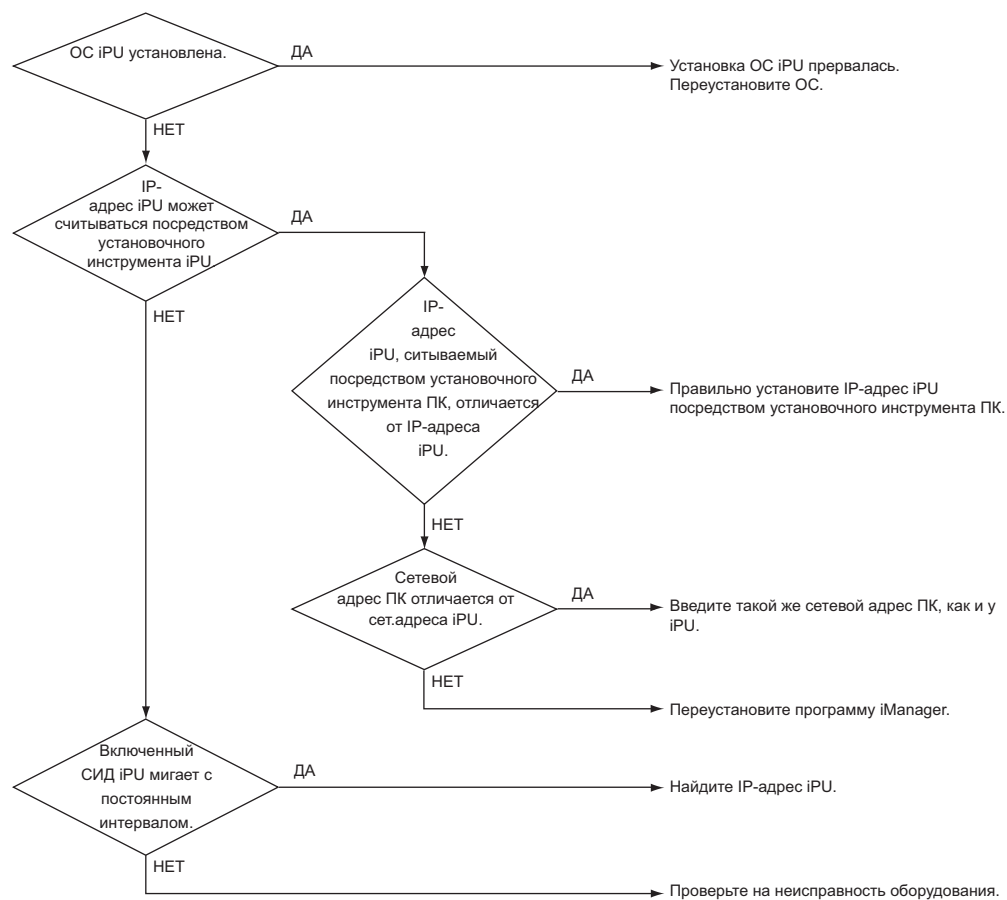 ОС iPU установлена.
ДА
Установка ОС iPU прервалась.
Переустановите ОС.
НЕТ
IP-
адрес iPU может
считываться посредством
установочного
инструмента iPU
ДА
НЕТ
IP-
адрес
iPU, ситываемый
посредством установочного
инструмента ПК, отличается
от IP-адреса
iPU.
ДА
Правильно установите IP-адрес iPU
посредством установочного инструмента ПК.
НЕТ
Сетевой
адрес ПК отличается от
сет.адреса iPU.
ДА
Введите такой же сетевой адрес ПК, как и у
iPU.
НЕТ
Переустановите программу iManager.
Включенный
СИД iPU мигает с
постоянным
интервалом.
ДА
Найдите IP-адрес iPU.
НЕТ
Проверьте на неисправность оборудования.